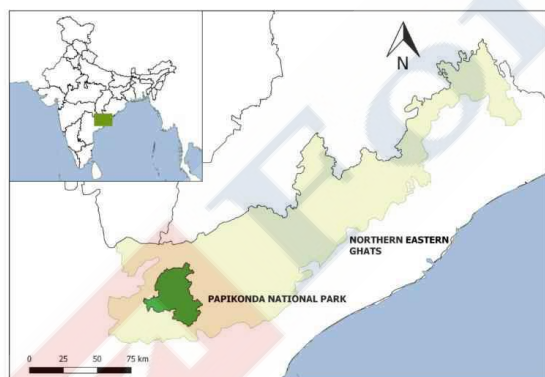 N
NORTHERN EASTERN
GHATS
PAPIKONDA NATIONAL PARK
0 25 50 75 km